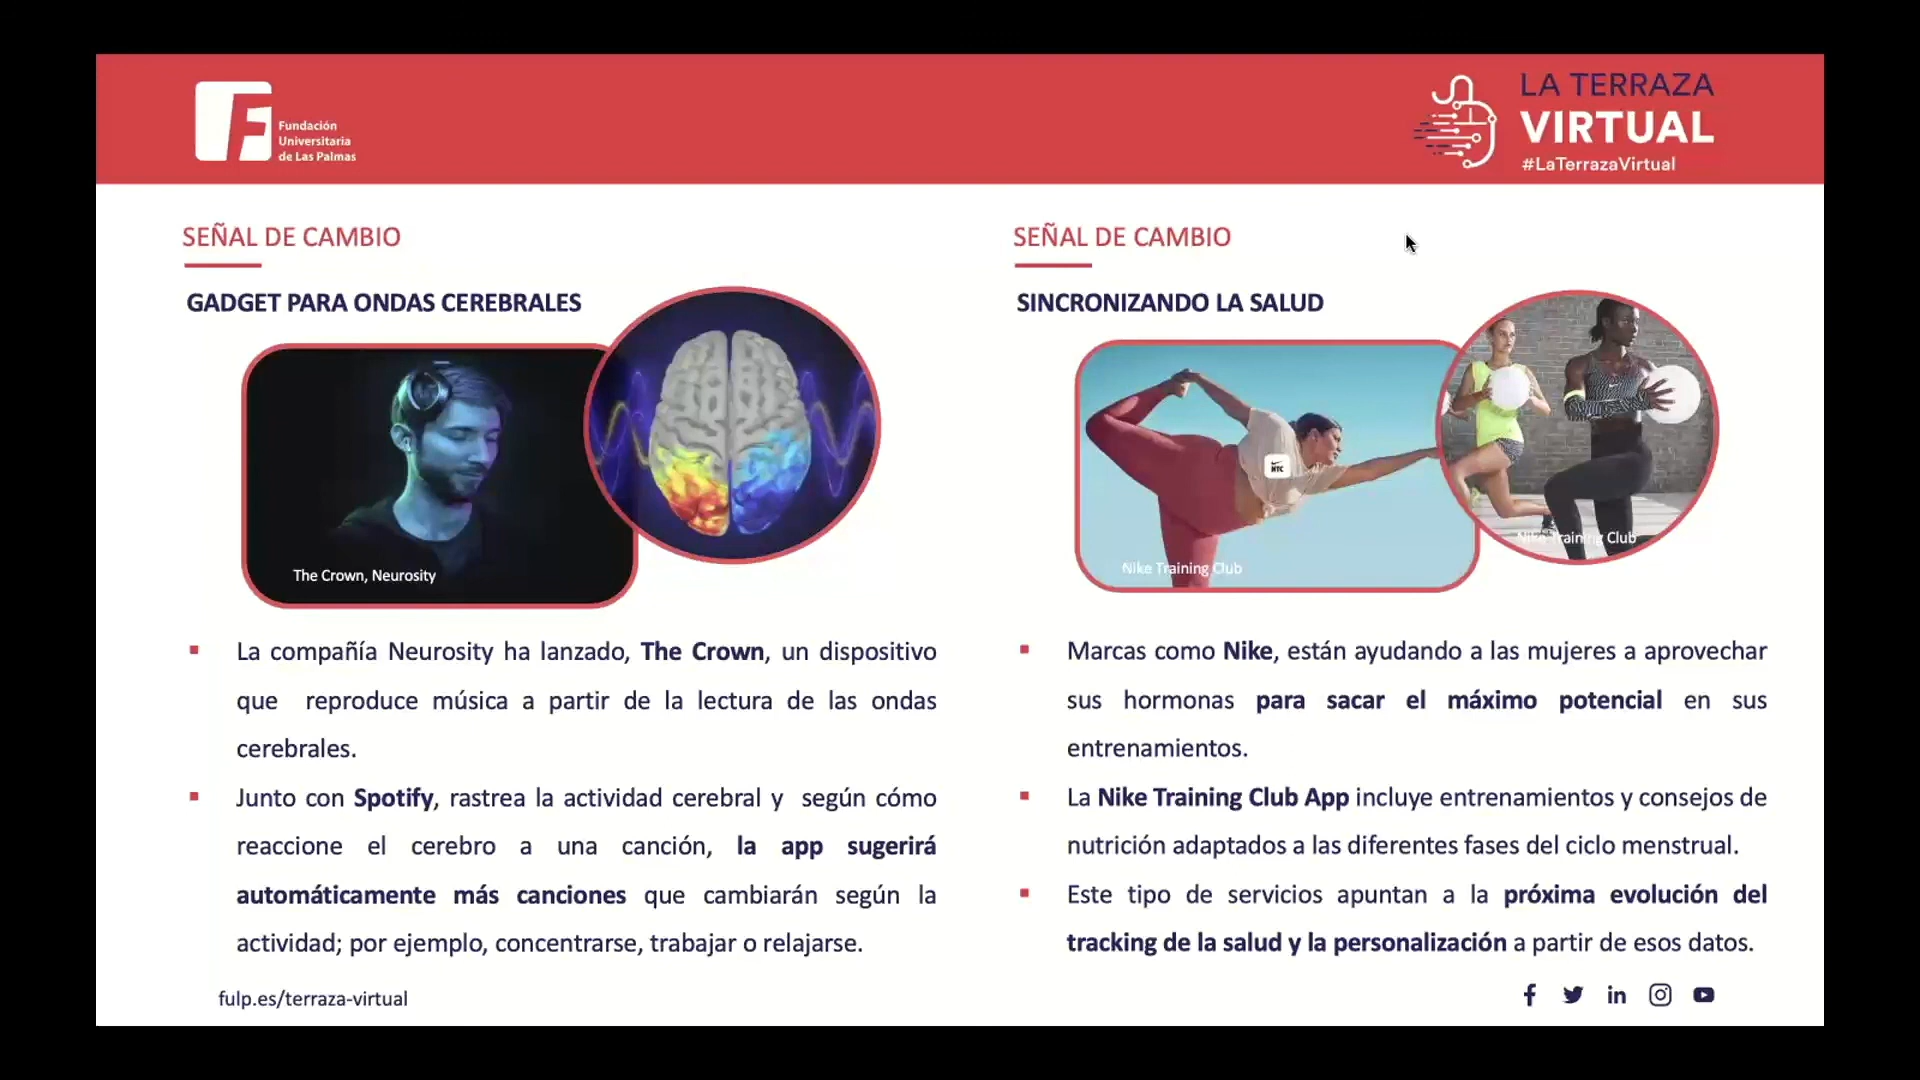 Fundación
Universitaria
de Las Palmas
LA TERRAZA
VIRTUAL
#LaTerrazaVirtual
SEÑAL DE CAMBIO
GADGET PARA ONDAS CEREBRALES
The Crown, Neurosity
La compañía Neurosity ha lanzado, The Crown, un dispositivo
que reproduce música a partir de la lectura de las ondas
cerebrales.
Junto con Spotify, rastrea la actividad cerebral y según cómo
reaccione el cerebro a una canción, la app sugerirá
automáticamente más canciones que cambiarán según la
actividad; por ejemplo, concentrarse, trabajar o relajarse.
SEÑAL DE CAMBIO
SINCRONIZANDO LA SALUD
NTC
Nike Training Club
Nike Training Club
Marcas como Nike, están ayudando a las mujeres a aprovechar
sus hormonas para sacar el máximo potencial en sus
entrenamientos.
La Nike Training Club App incluye entrenamientos y consejos de
nutrición adaptados a las diferentes fases del ciclo menstrual.
Este tipo de servicios apuntan a la próxima evolución del
tracking de la salud y la personalización a partir de esos datos.
fulp.es/terraza-virtual